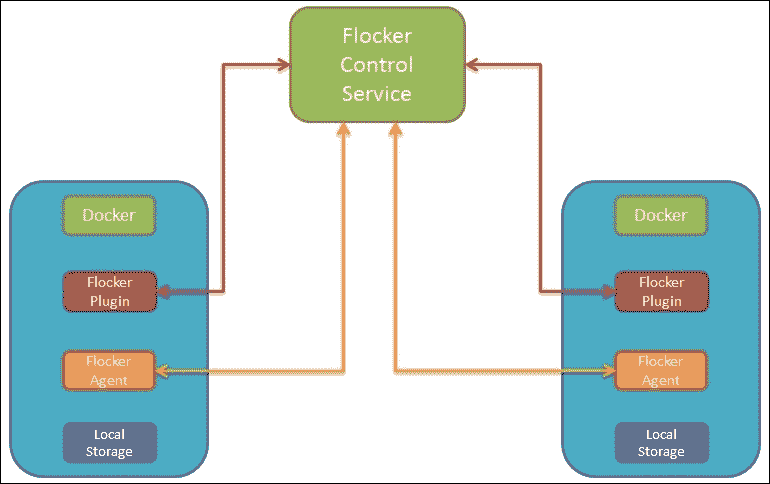 Flocker
Control
Service
Docker
Flocker
Plugin
Flocker
Agent
Local
Storage
Docker
Flocker
Plugin
Flocker
Agent
Local
Storage